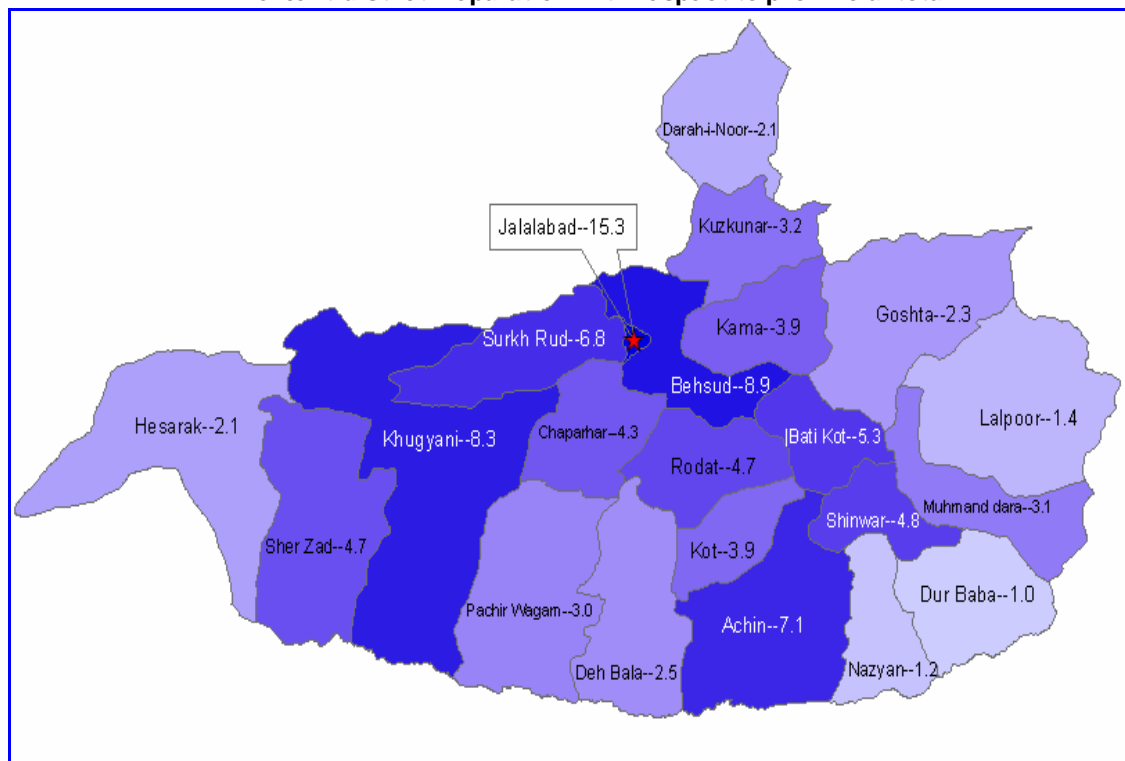 Darah-i-Noor--2.1
Jalalabad--15.3
Kuzkunar--3.2
Goshta--2.3
Kama--3.9
Surkh Rud--6.8
Behsud--8.9
Lalpoor--1.4
Hesarak--2.1
Khugyani--8.3
Chaparhar--4.3
|Bati Kot--5.3
Rodat--4.7
Muhmand dara--3.1
Shinwar--4.8
Sher Zad--4.7
Kot--3.9
Dur Baba--1.0
Pachir Wagam--3.0
Achin--7.1
Deh Bala--2.5
Nazyan--1.2